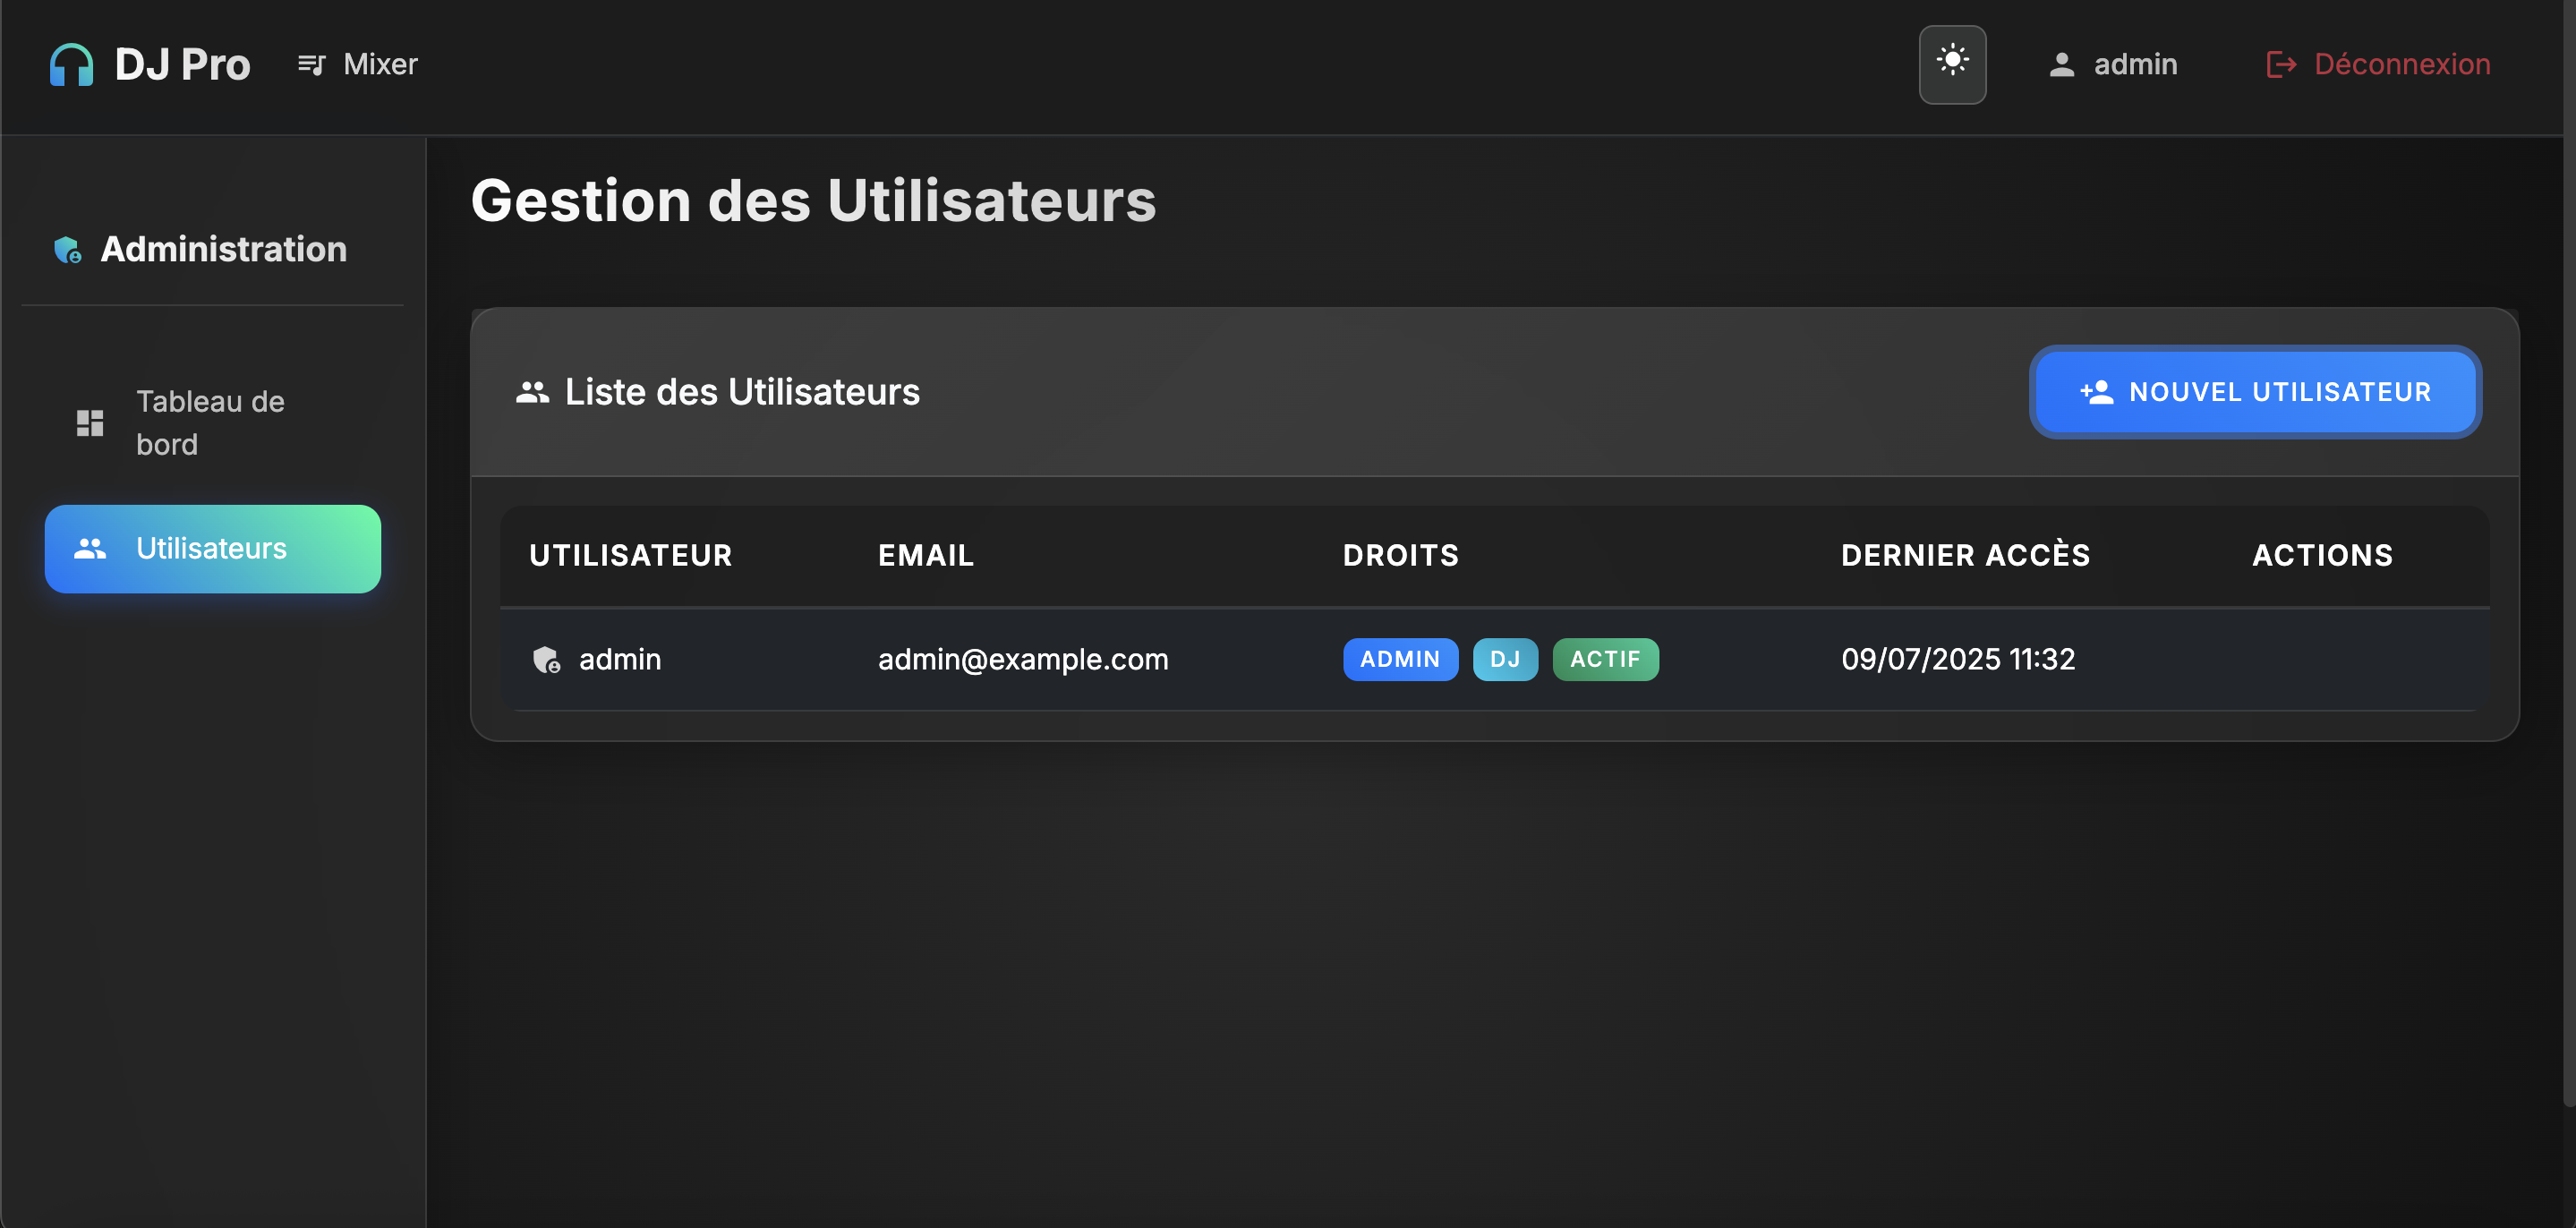 DJ Pro
Mixer
admin
Déconnexion
Administration
Tableau de
bord
Utilisateurs
Gestion des Utilisateurs
Liste des Utilisateurs
NOUVEL UTILISATEUR
UTILISATEUR EMAIL DROITS DERNIER ACCÈS ACTIONS
admin admin@example.com ADMIN DJ ACTIF 09/07/2025 11:32